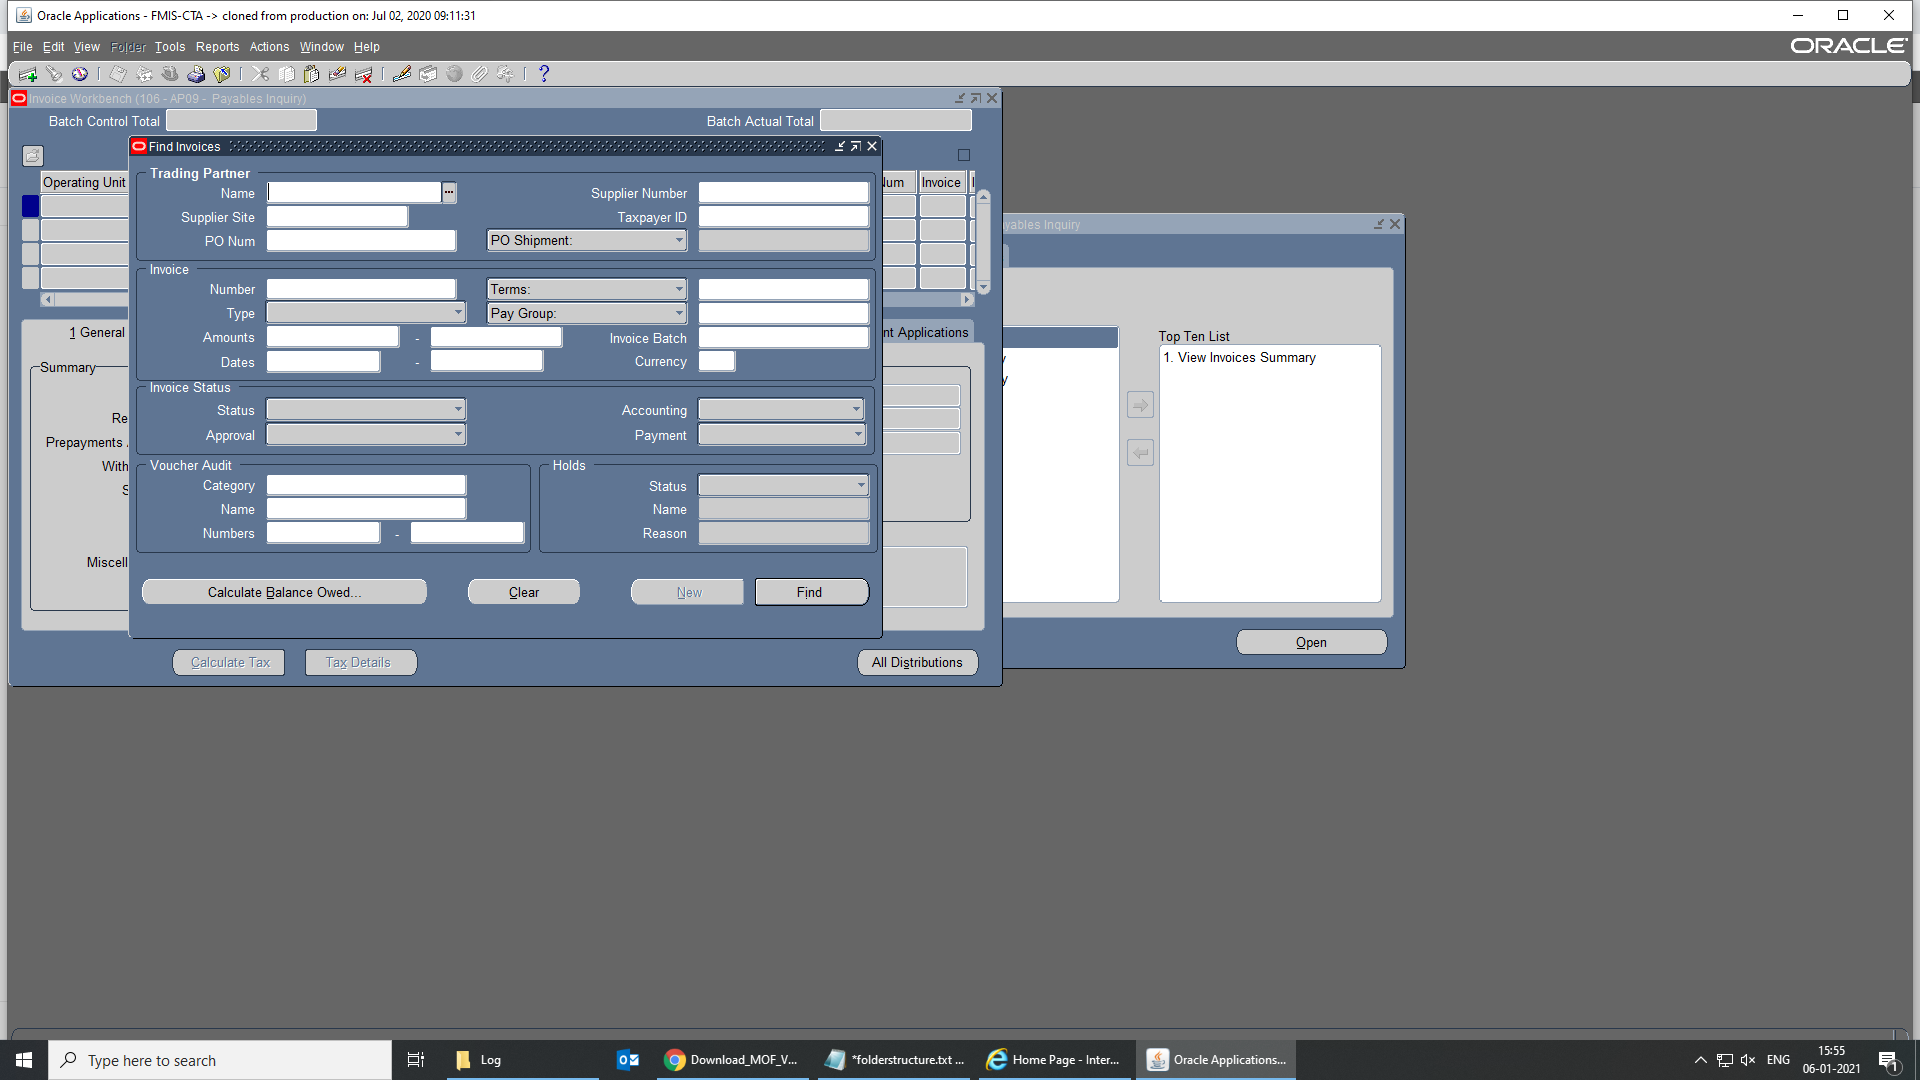 Oracle Applications - FMIS-CTA -> cloned from production on: Jul 02, 2020 09:11:31
File Edit View Folder Tools Reports Actions Window Help
ORACLE
Invoice Workbench (106 - AP09 - Payables Inquiry)
Batch Control Total
Batch Actual Total
Find Invoices
Operating Unit
Num
Invoice
Trading Partner
Name
Supplier Number
Supplier Site
Taxpayer ID
PO Num
PO Shipment:
Invoice
Number
Terms:
Type
Pay Group:
Amounts
-
Invoice Batch
Dates
-
Currency
Invoice Status
Status
Accounting
Approval
Payment
Voucher Audit
Category
Name
Numbers
-
Holds
Status
Name
Reason
Calculate Balance Owed...
Clear
New
Find
1 General
nt Applications
Summary
Re
Prepayments
With
S
Miscell
Calculate Tax
Tax Details
All Distributions
yables Inquiry
Top Ten List
1. View Invoices Summary
Open
Type here to search
Log
Download_MOF_V...
*folderstructure.txt ...
Home Page - Inter...
Oracle Applications...
ENG
15:55
06-01-2021
1